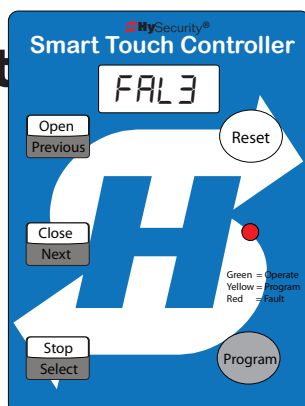 HySecurity®
Smart Touch Controller
FAL3
Open
Previous
Reset
Close
Next
Green = Operate
Yellow = Program
Red = Fault
Stop
Select
Program